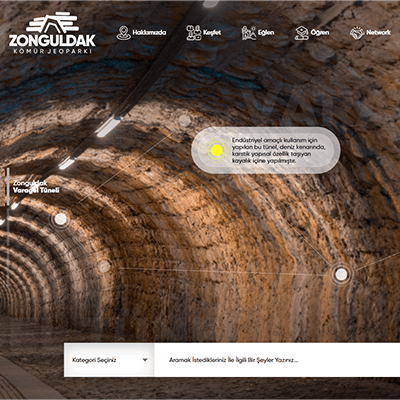 ZONGULDAK
KÖMÜR JEOPARKI
Hakkımızda
Keşfet
Eğlen
Öğren
Network
Endüstriyel amaçlı kullanım için
yapılan bu tünel, deniz kenarında,
karstik yapısal özellik taşıyan
kayalık içine yapılmıştır.
Zonguldak
Varagel Tüneli
Kategori Seçiniz
Aramak İstedikleriniz İle İlgili Bir Şeyler Yazınız...